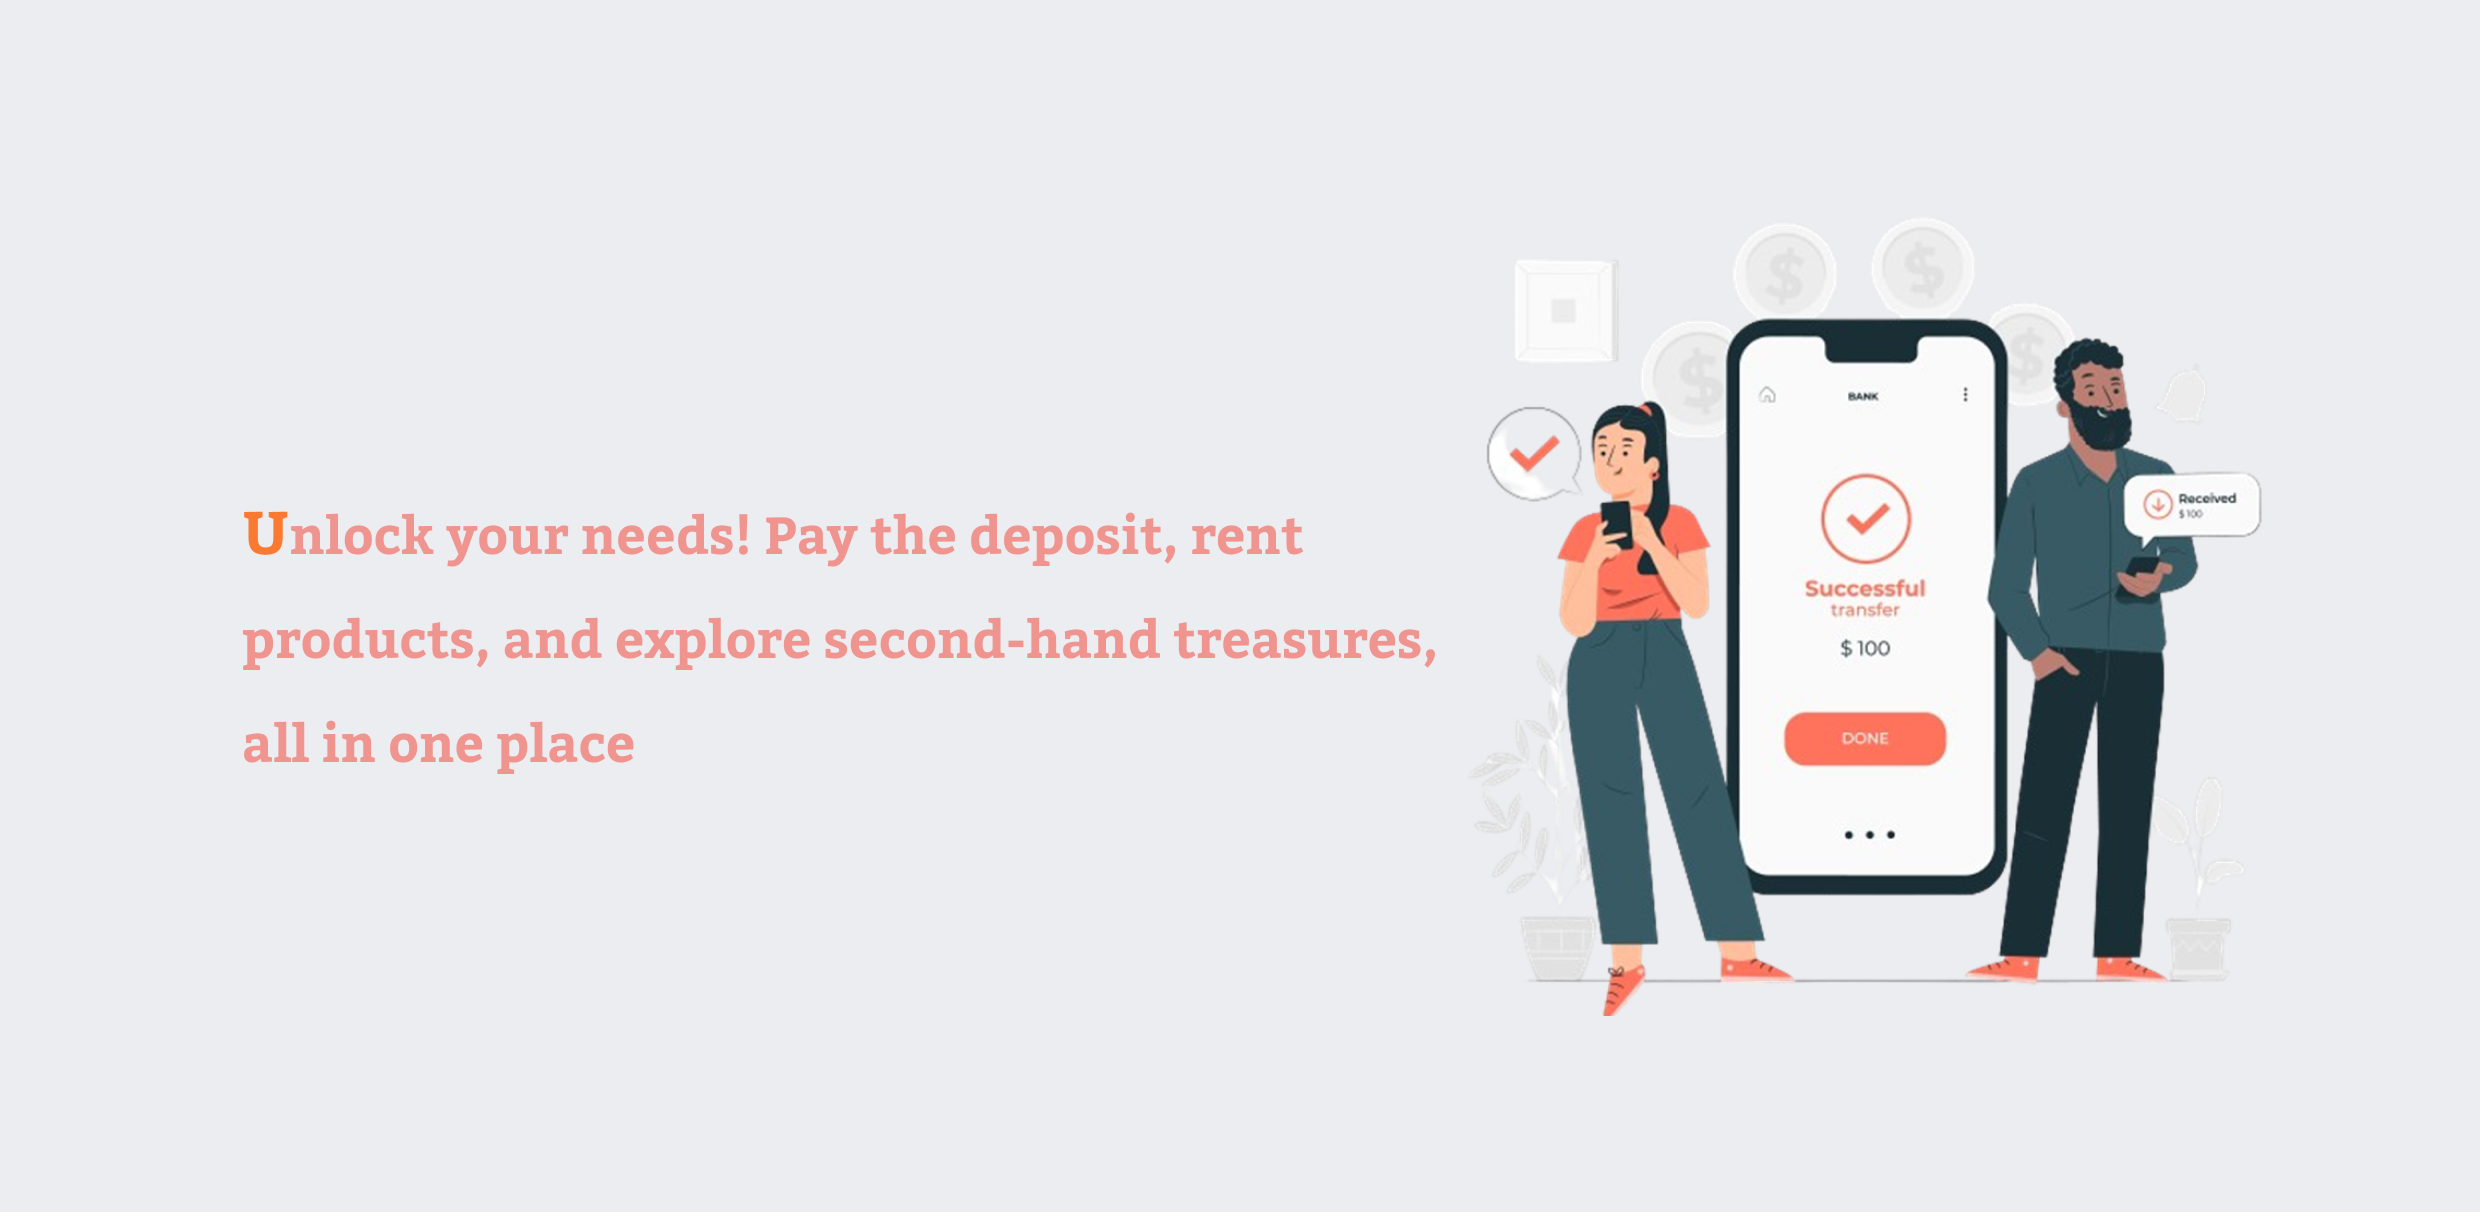 Unlock your needs! Pay the deposit, rent
products, and explore second-hand treasures,
all in one place
BANK
Successful
transfer
$ 100
DONE
Received
$ 100